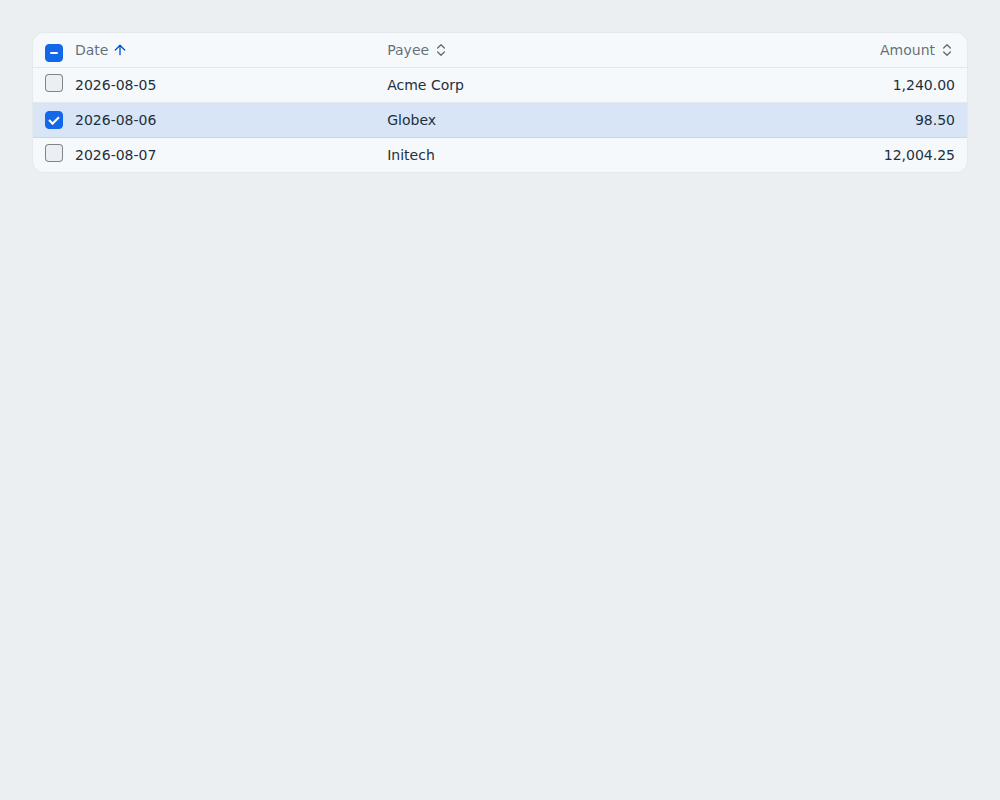 Date Payee Amount
2026-08-05 Acme Corp 1,240.00
2026-08-06 Globex 98.50
2026-08-07 Initech 12,004.25